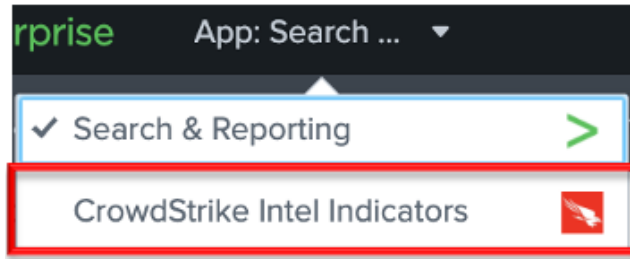 rprise App: Search ...
Search & Reporting
CrowdStrike Intel Indicators